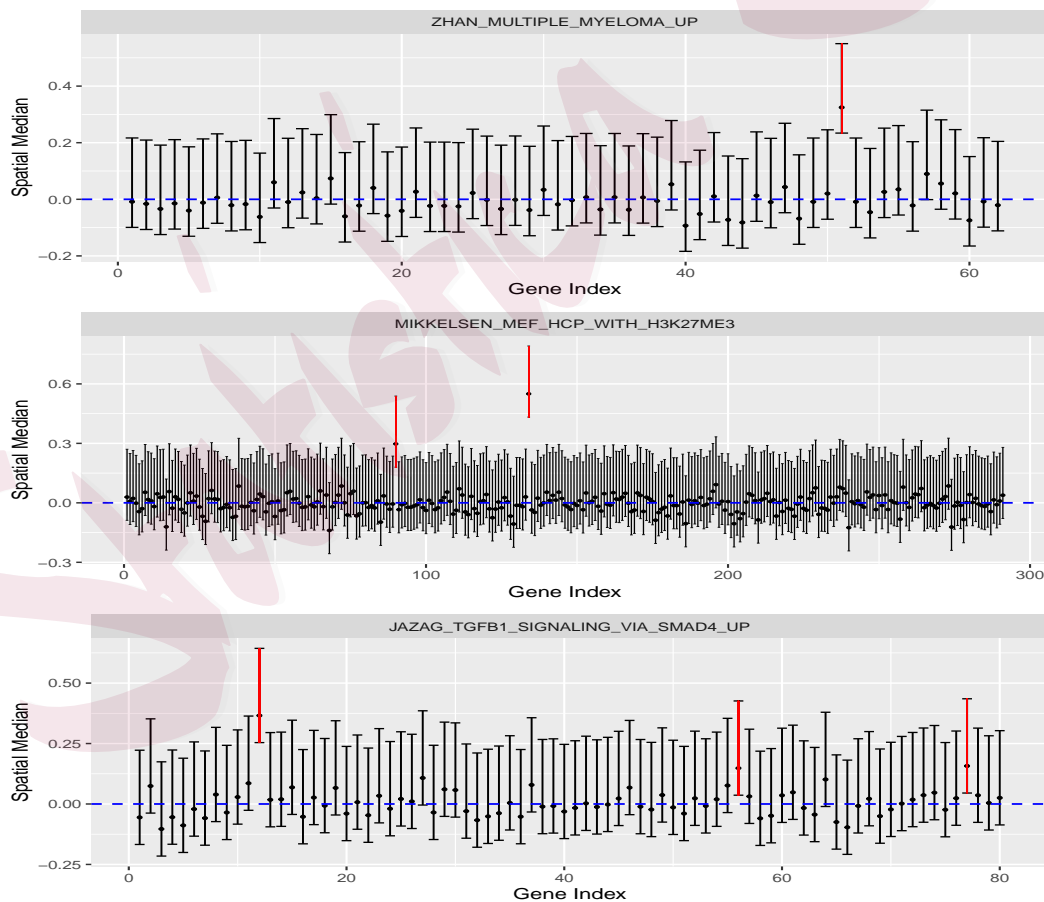 ZHAN_MULTIPLE_MYELOMA_UP
Spatial Median
0.4
0.2
0.0
−0.2
0 20 40 60
Gene Index
MIKKELSEN_MEF_HCP_WITH_H3K27ME3
Spatial Median
0.6
0.3
0.0
−0.3
0 100 200 300
Gene Index
JAZAG_TGFB1_SIGNALING_VIA_SMAD4_UP
Spatial Median
0.50
0.25
0.00
−0.25
0 20 40 60 80
Gene Index